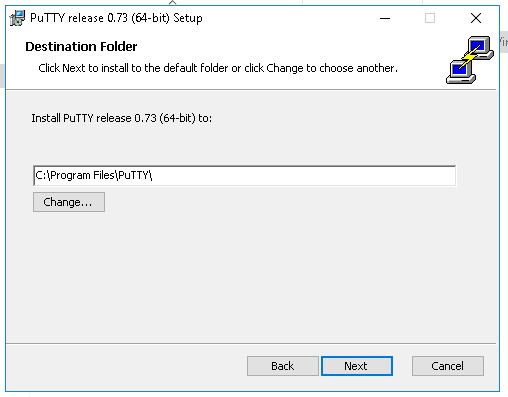 PuTTY release 0.73 (64-bit) Setup
Destination Folder
Click Next to install to the default folder or click Change to choose another.
Install PuTTY release 0.73 (64-bit) to:
C:\Program Files\PuTTY\
Change...
Back
Next
Cancel